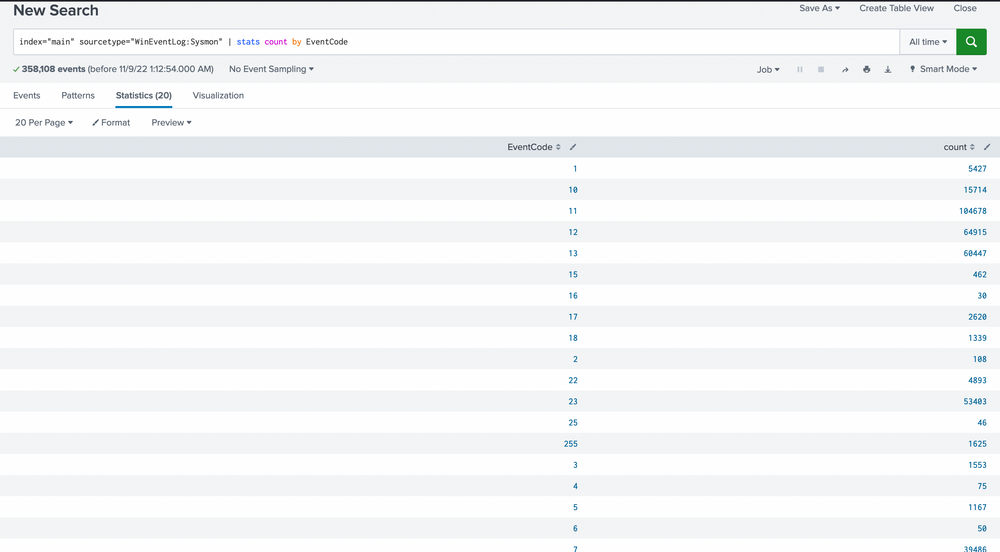 New Search
Save As Create Table View Close
index="main" sourcetype="WinEventLog:Sysmon" | stats count by EventCode
All time
358,108 events (before 11/9/22 1:12:54.000 AM) No Event Sampling Job Smart Mode
Events Patterns Statistics (20) Visualization
20 Per Page Format Preview
EventCode count
1 5427
10 15714
11 104678
12 64915
13 60447
15 462
16 30
17 2620
18 1339
2 108
22 4893
23 53403
25 46
255 1625
3 1553
4 75
5 1167
6 50
7 39486